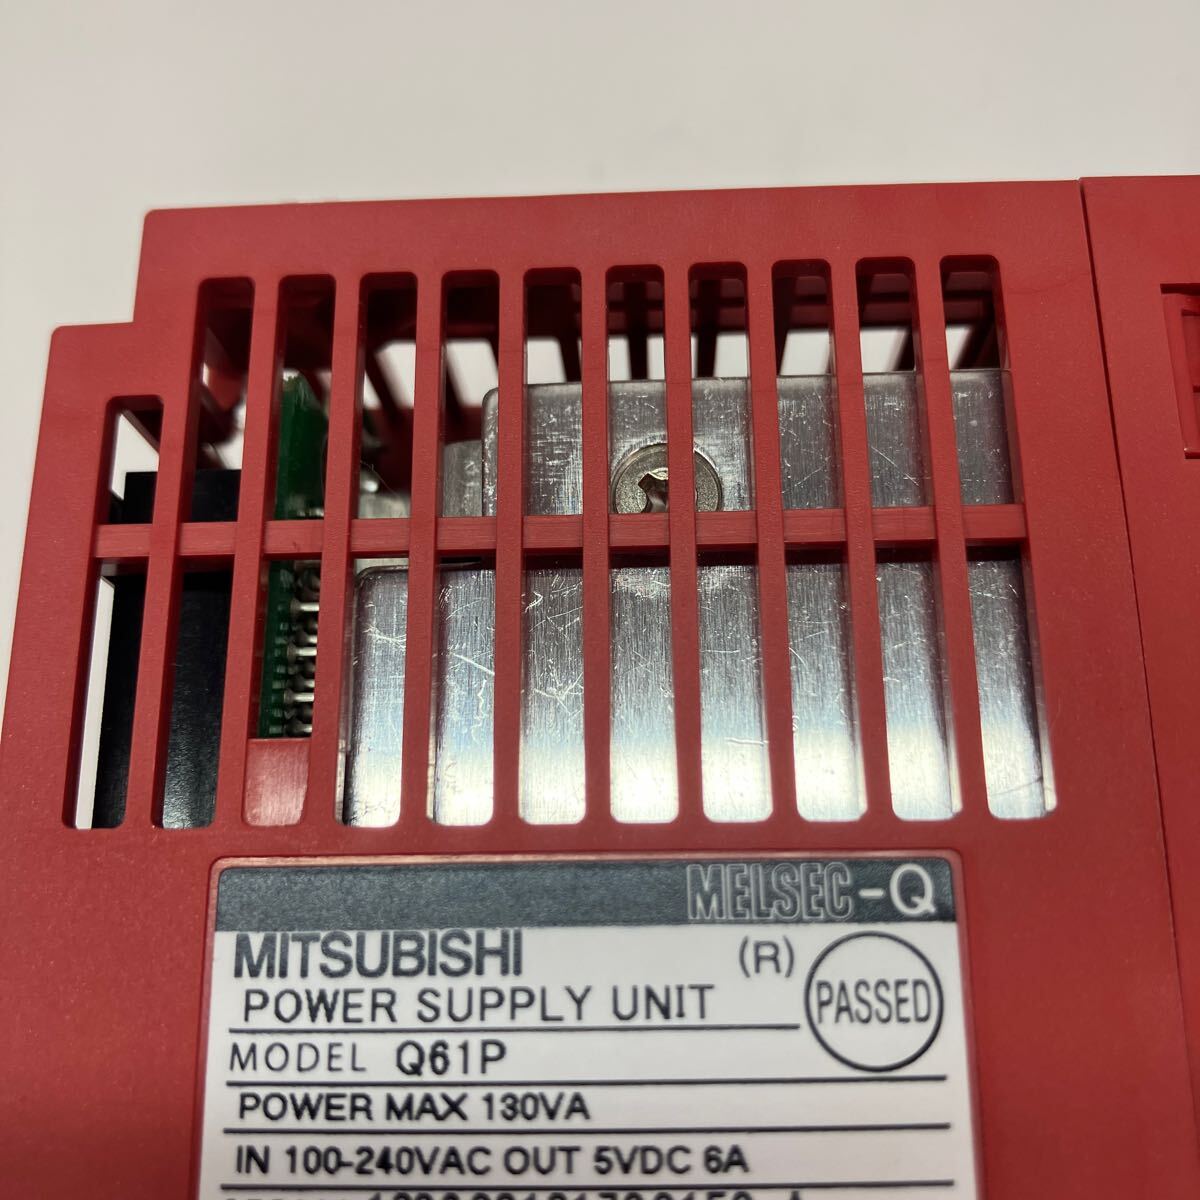 MELSEC-Q
MITSUBISHI (R)
PASSED
POWER SUPPLY UNIT
MODEL Q61P
POWER MAX 130VA
IN 100-240VAC OUT 5VDC 6A